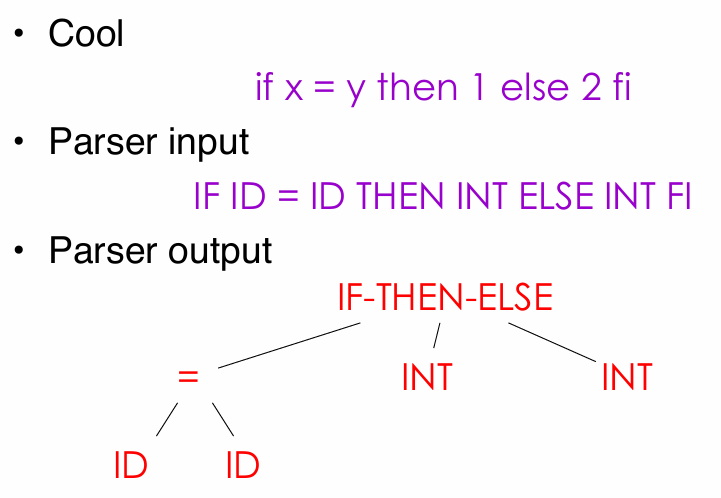 • Cool
if x = y then 1 else 2 fi
• Parser input
IF ID = ID THEN INT ELSE INT FI
• Parser output
IF-THEN-ELSE
= INT INT
ID ID